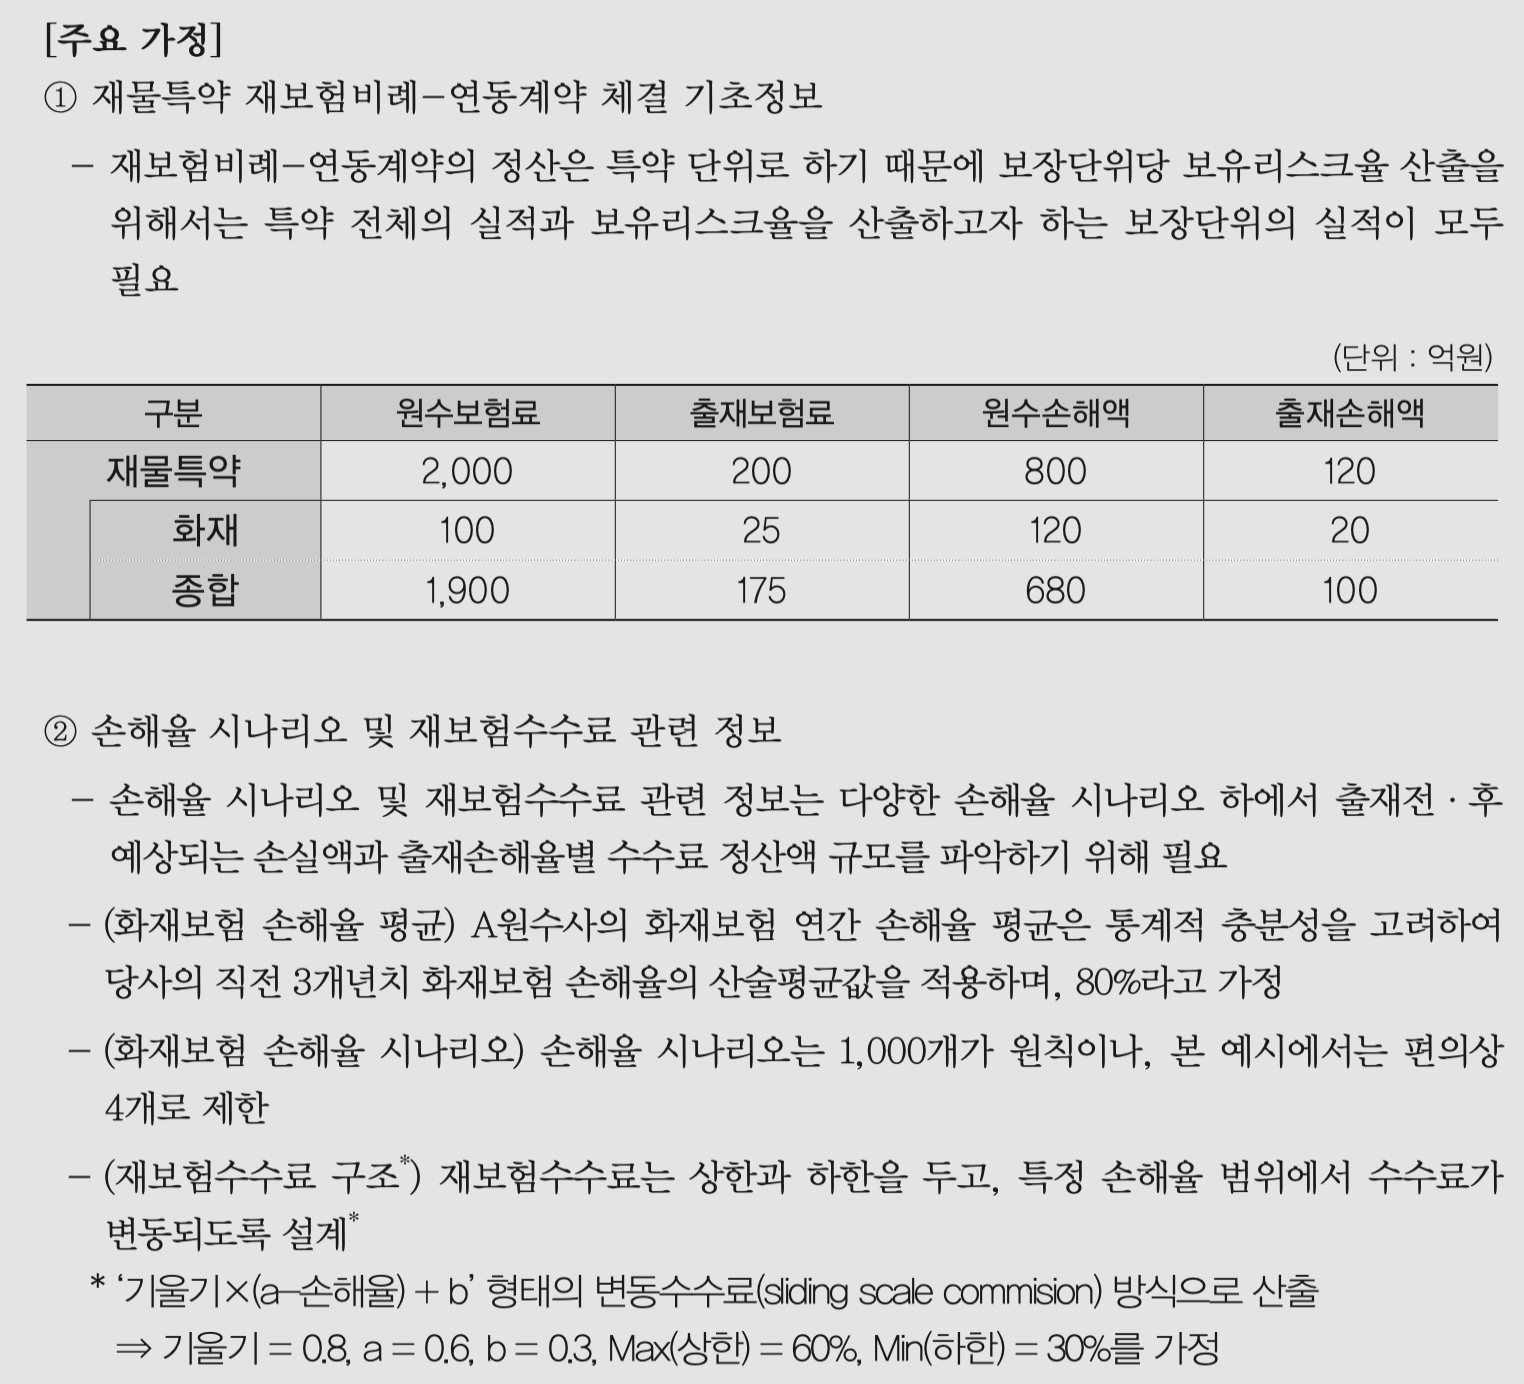 [주요 가정]
① 재물특약 재보험비례－연동계약 체결 기초정보
－ 재보험비례－연동계약의 정산은 특약 단위로 하기 때문에 보장단위당 보유리스크율 산출을
위해서는 특약 전체의 실적과 보유리스크율을 산출하고자 하는 보장단위의 실적이 모두
필요
(단위 : 억원)
구분 원수보험료 출재보험료 원수손해액 출재손해액
재물특약 2,000 200 800 120
화재 100 25 120 20
종합 1,900 175 680 100
② 손해율 시나리오 및 재보험수수료 관련 정보
－ 손해율 시나리오 및 재보험수수료 관련 정보는 다양한 손해율 시나리오 하에서 출재전·후
예상되는 손실액과 출재손해율별 수수료 정산액 규모를 파악하기 위해 필요
－ (화재보험 손해율 평균) A원수사의 화재보험 연간 손해율 평균은 통계적 충분성을 고려하여
당사의 직전 3개년치 화재보험 손해율의 산술평균값을 적용하며, 80%라고 가정
－ (화재보험 손해율 시나리오) 손해율 시나리오는 1,000개가 원칙이나, 본 예시에서는 편의상
4개로 제한
－ (재보험수수료 구조*) 재보험수수료는 상한과 하한을 두고, 특정 손해율 범위에서 수수료가
변동되도록 설계*
* ‘기울기×(a－손해율)＋b’ 형태의 변동수수료(sliding scale commision) 방식으로 산출
⇒ 기울기 = 0.8, a = 0.6, b = 0.3, Max(상한) = 60%, Min(하한) = 30%를 가정